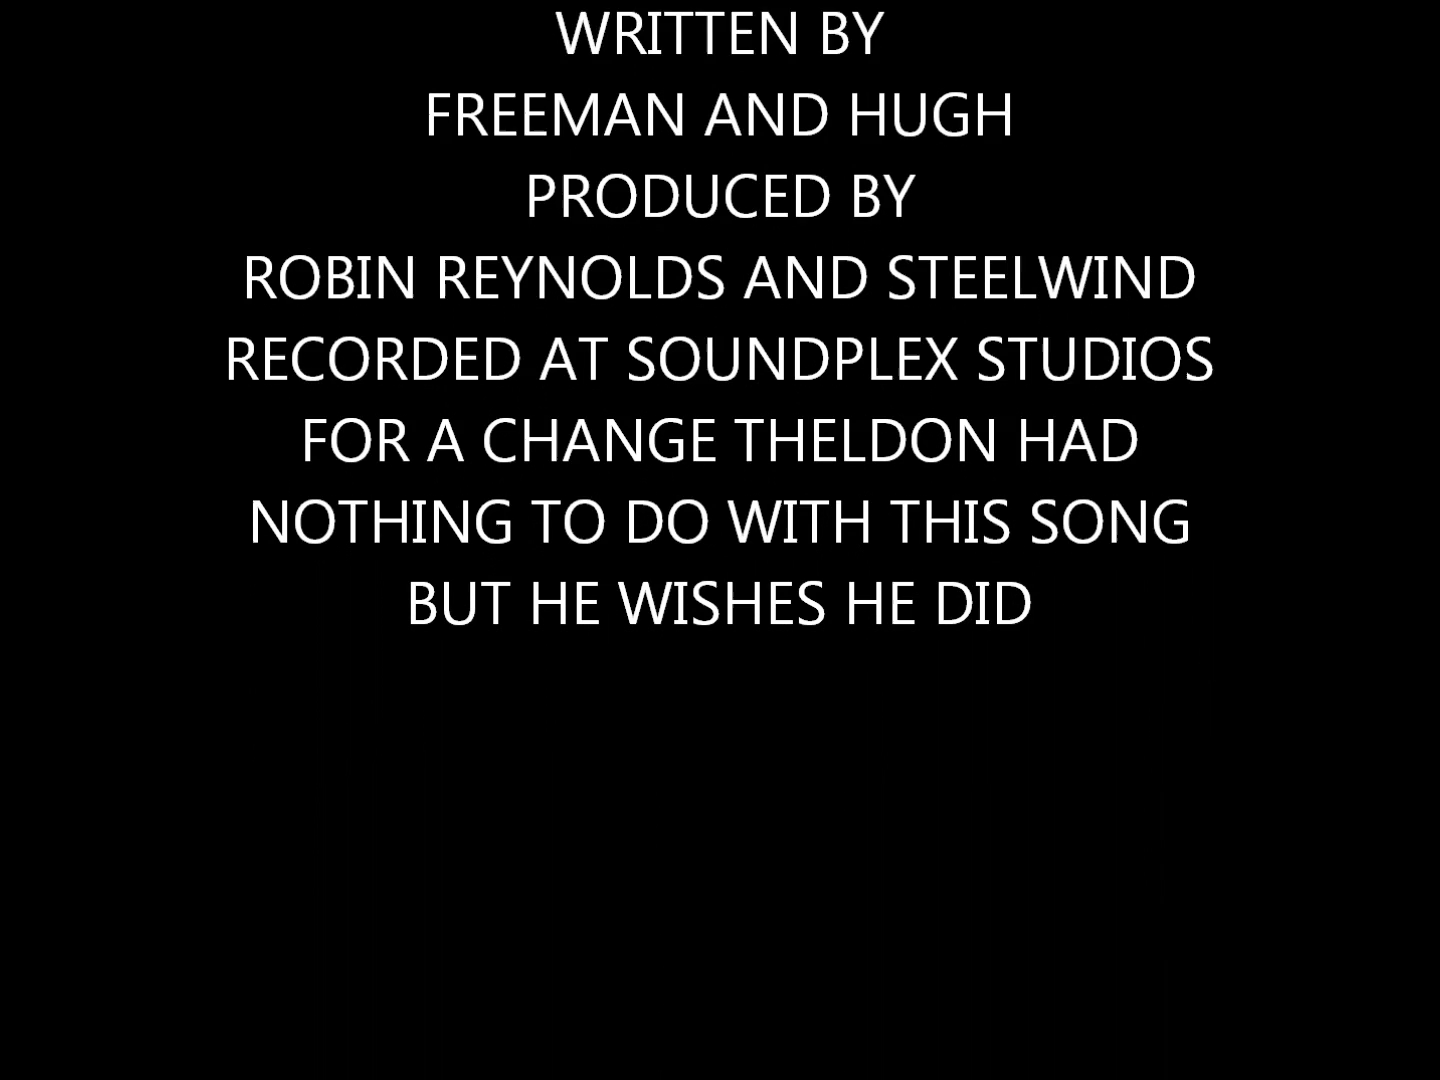 WRITTEN BY
FREEMAN AND HUGH
PRODUCED BY
ROBIN REYNOLDS AND STEELWIND
RECORDED AT SOUNDPLEX STUDIOS
FOR A CHANGE THELDON HAD
NOTHING TO DO WITH THIS SONG
BUT HE WISHES HE DID